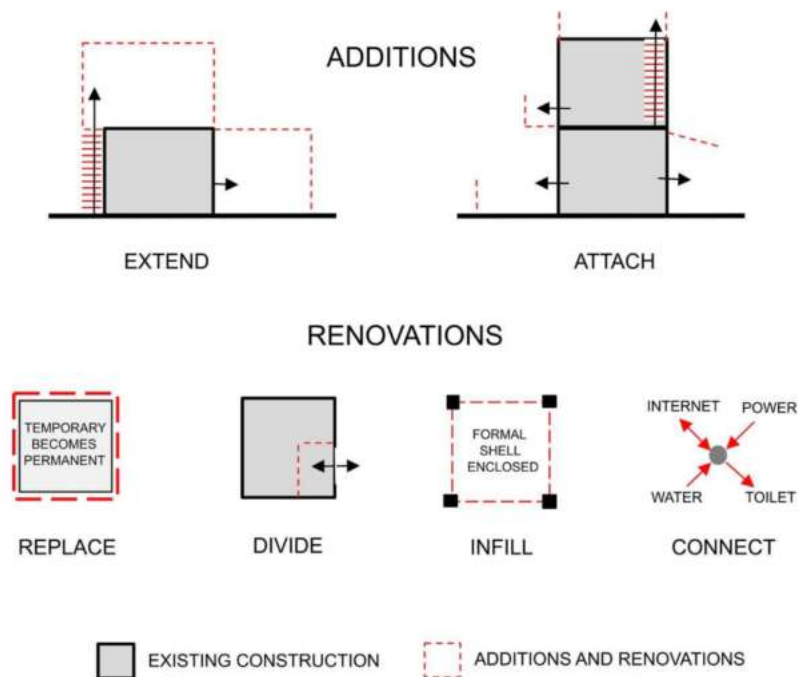 ADDITIONS
EXTEND
ATTACH
RENOVATIONS
TEMPORARY
BECOMES
PERMANENT
REPLACE
DIVIDE
FORMAL
SHELL
ENCLOSED
INFILL
INTERNET
POWER
WATER
TOILET
CONNECT
EXISTING CONSTRUCTION
ADDITIONS AND RENOVATIONS